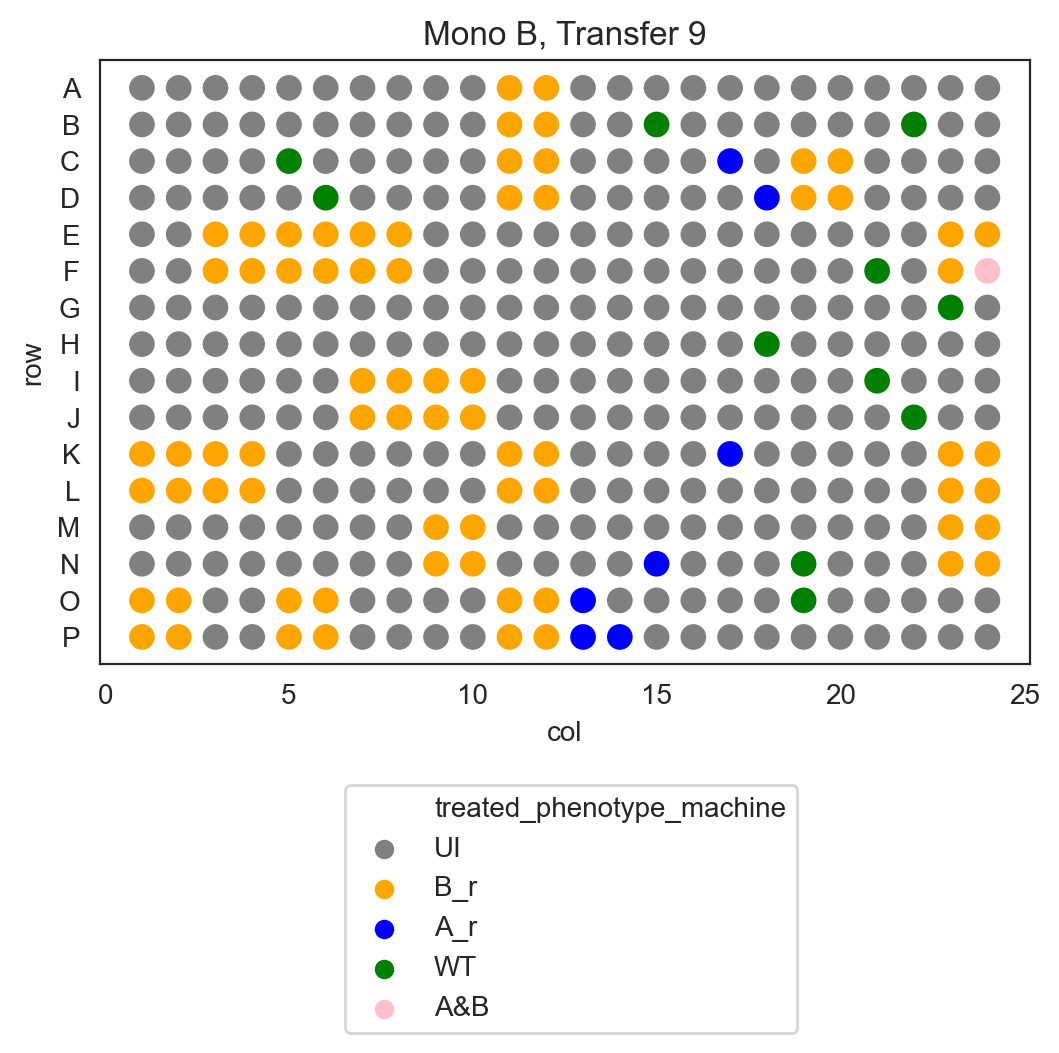 Mono B, Transfer 9
A
B
C
D
E
F
G
H
I
J
K
L
M
N
O
P
row
0 5 10 15 20 25
col
treated_phenotype_machine
UI
B_r
A_r
WT
A&B